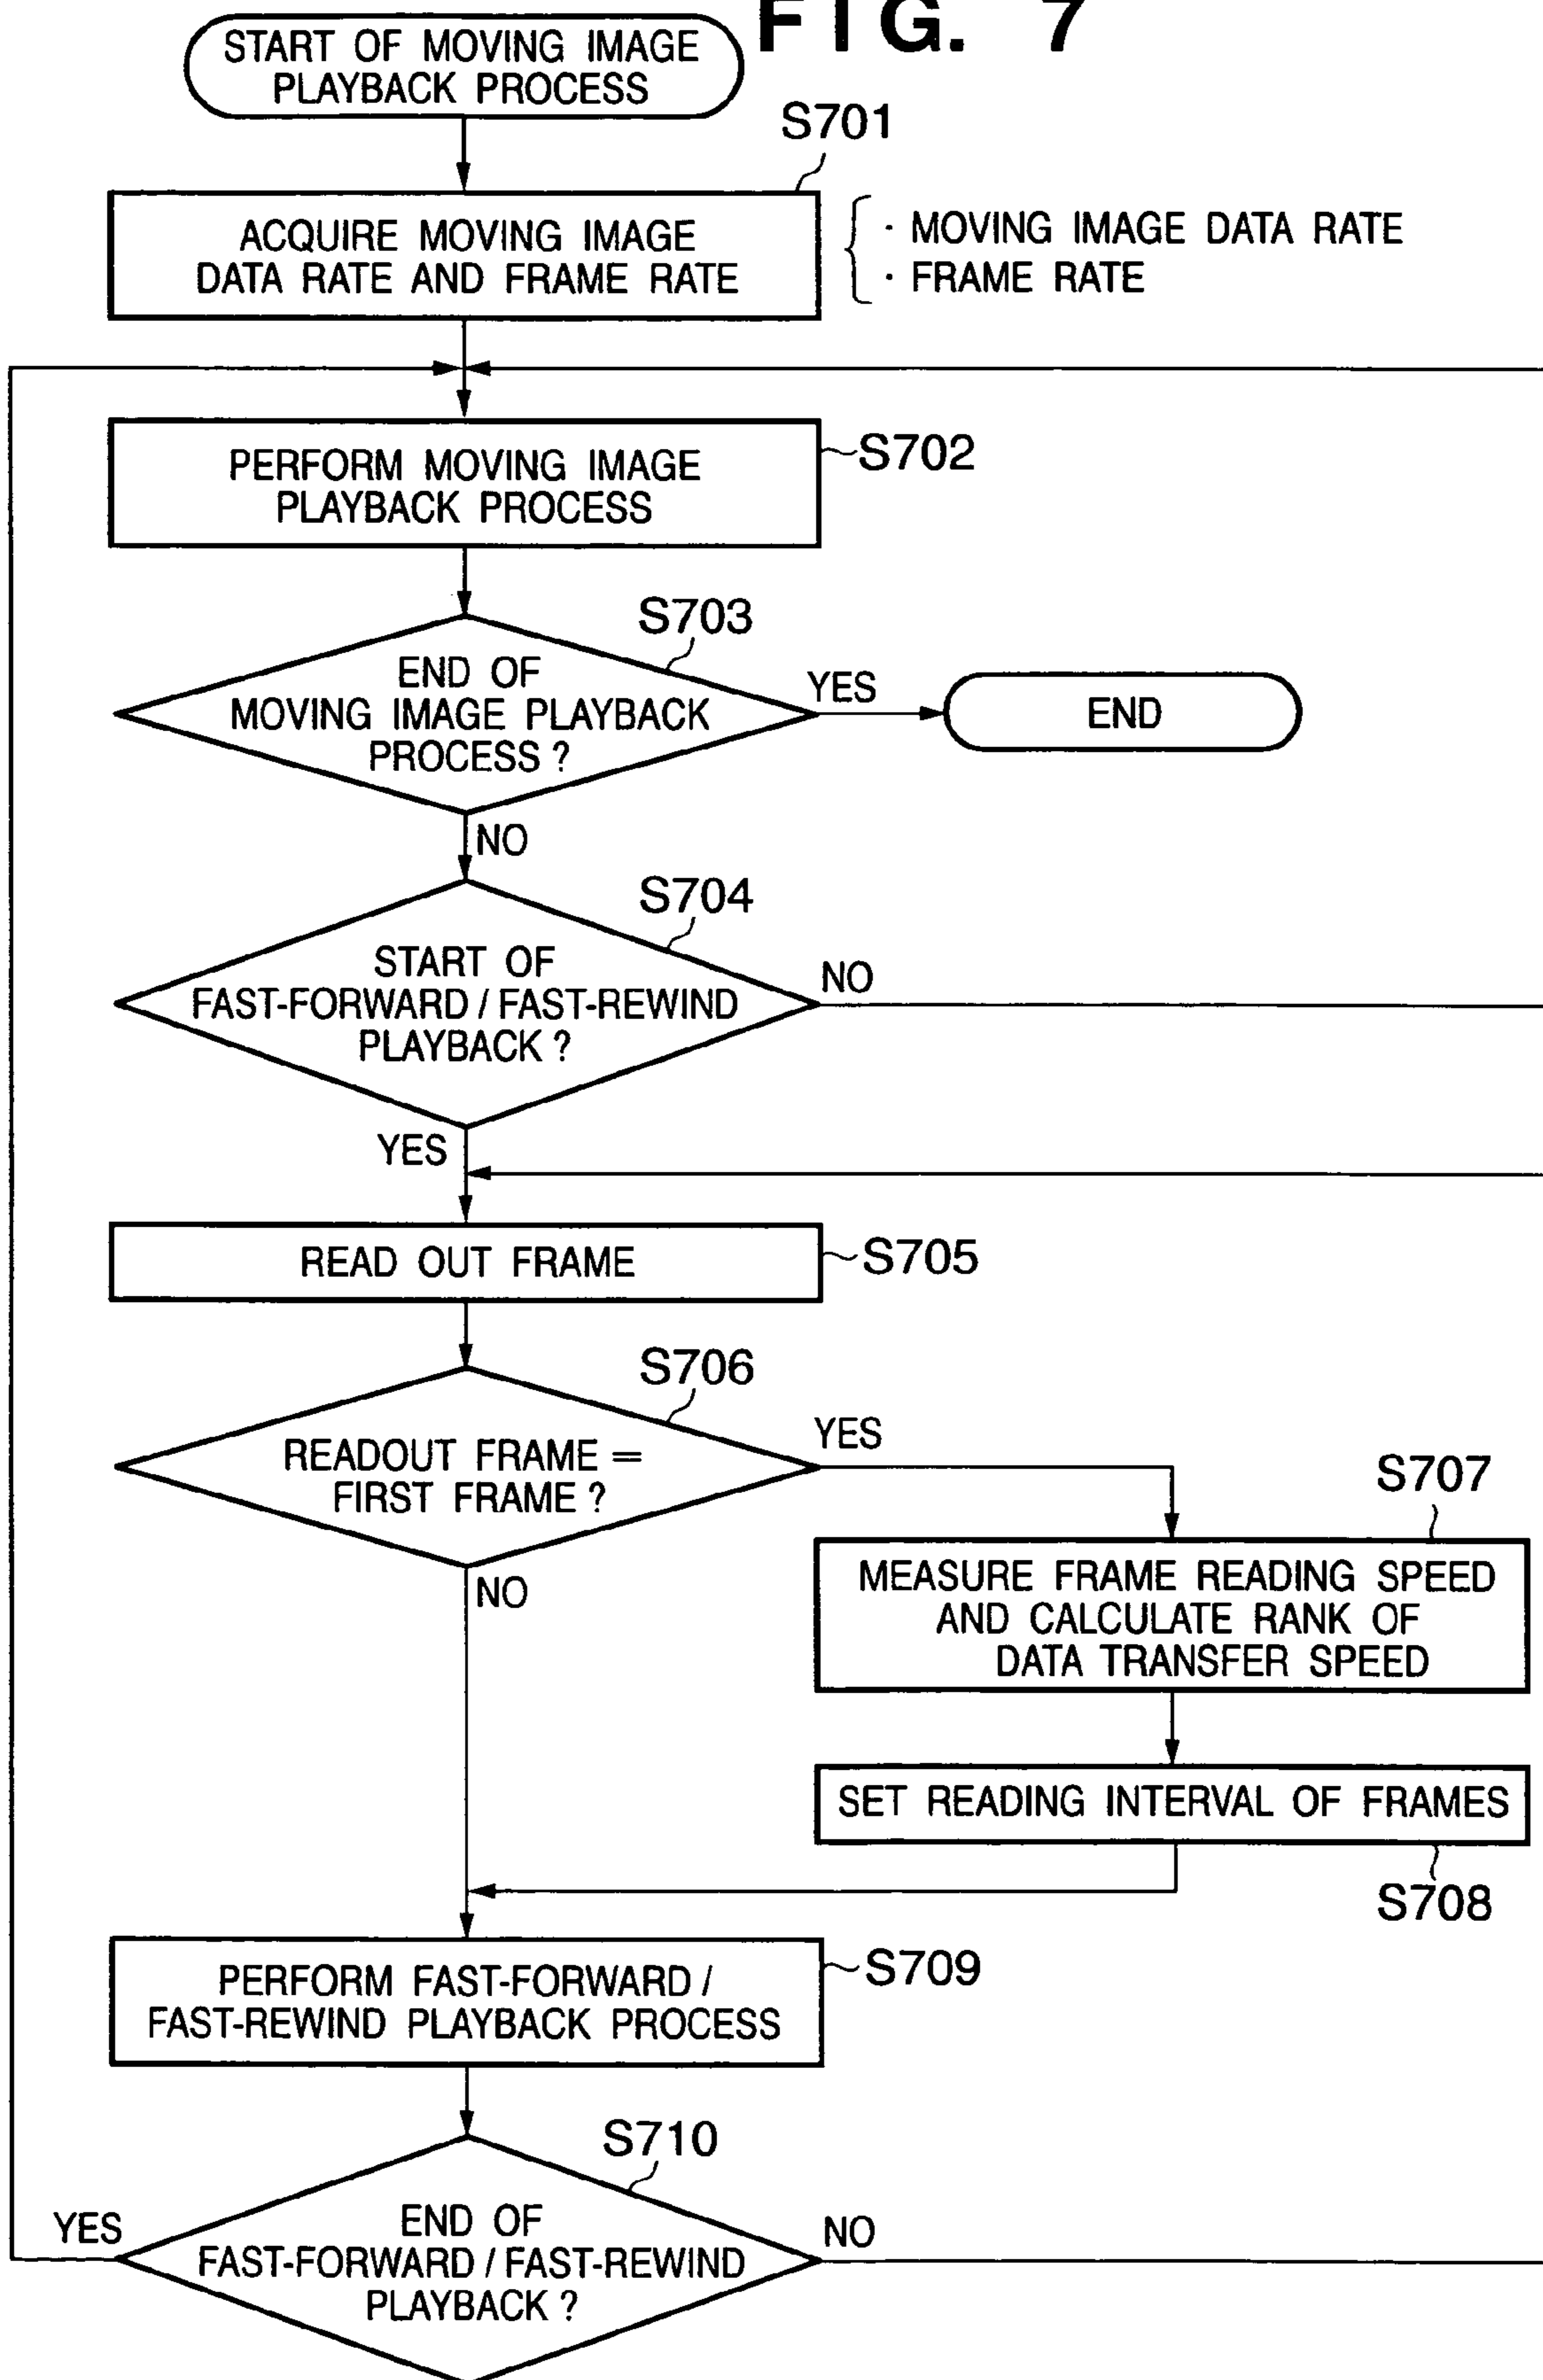 FIG. 7
START OF MOVING IMAGE
PLAYBACK PROCESS
S701
ACQUIRE MOVING IMAGE
DATA RATE AND FRAME RATE
· MOVING IMAGE DATA RATE
· FRAME RATE
PERFORM MOVING IMAGE
PLAYBACK PROCESS
S702
S703
END OF
MOVING IMAGE PLAYBACK
PROCESS ?
YES
END
NO
S704
START OF
FAST-FORWARD / FAST-REWIND
PLAYBACK ?
NO
YES
READ OUT FRAME
S705
S706
READOUT FRAME =
FIRST FRAME ?
YES
NO
S707
MEASURE FRAME READING SPEED
AND CALCULATE RANK OF
DATA TRANSFER SPEED
SET READING INTERVAL OF FRAMES
S708
PERFORM FAST-FORWARD /
FAST-REWIND PLAYBACK PROCESS
S709
S710
END OF
FAST-FORWARD / FAST-REWIND
PLAYBACK ?
YES
NO